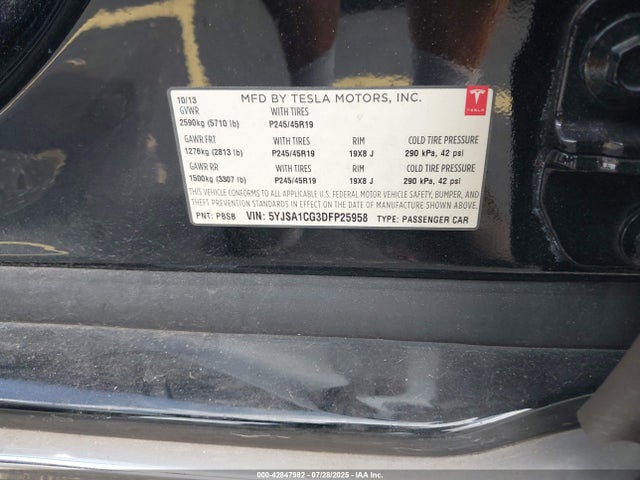 10/13 MFD BY TESLA MOTORS, INC.
GVWR WITH TIRES
2590kg (5710 lb) P245/45R19
TESLA
GAWR FRT WITH TIRES RIM COLD TIRE PRESSURE
1276kg (2813 lb) P245/45R19 19X8 J 290 kPa, 42 psi
GAWR RR WITH TIRES RIM COLD TIRE PRESSURE
1500kg (3307 lb) P245/45R19 19X8 J 290 kPa, 42 psi
THIS VEHICLE CONFORMS TO ALL APPLICABLE U.S. FEDERAL MOTOR VEHICLE SAFETY, BUMPER, AND
THEFT PREVENTION STANDARDS IN EFFECT ON THE DATE OF MANUFACTURE SHOWN ABOVE.
PNT: PBSB VIN: 5YJSA1CG3DFP25958 TYPE: PASSENGER CAR
000-42847982 - 07/28/2025 - IAA Inc.